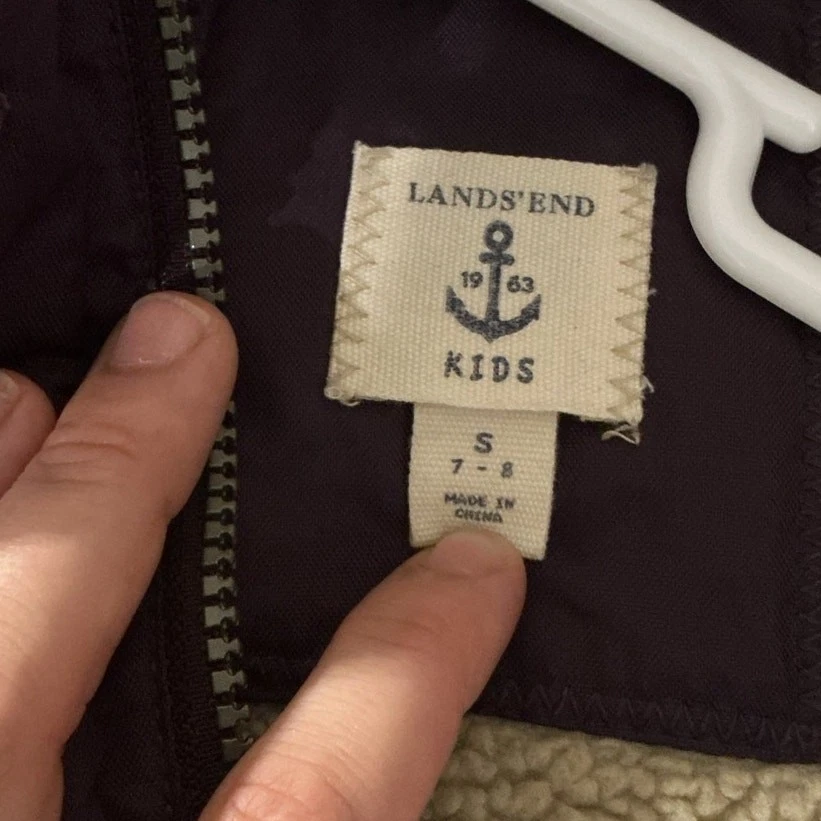 LANDS' END
19 63
KIDS
S
7 - 8
MADE IN
CHINA